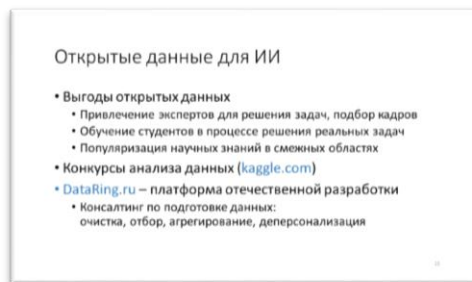 Открытые данные для ИИ
• Выгоды открытых данных
• Привлечение экспертов для решения задач, подбор кадров
• Обучение студентов в процессе решения реальных задач
• Популяризация научных знаний в смежных областях
• Конкурсы анализа данных (kaggle.com)
• DataRing.ru – платформа отечественной разработки
• Консалтинг по подготовке данных:
очистка, отбор, агрегирование, деперсонализация